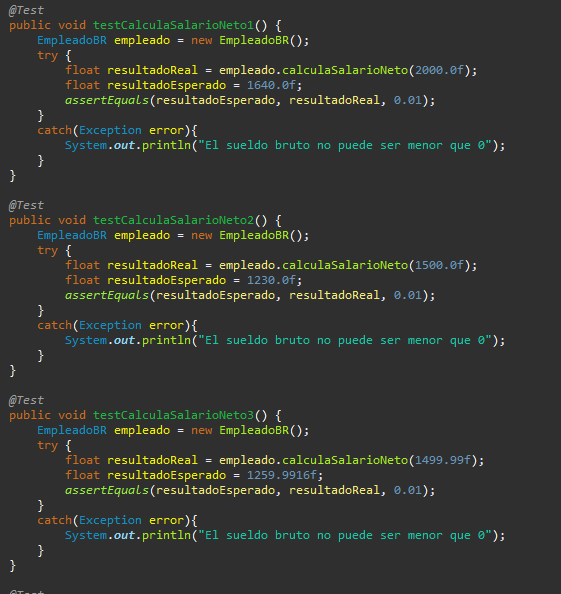 @Test
public void testCalculaSalarioNeto1() {
    EmpleadoBR empleado = new EmpleadoBR();
    try {
        float resultadoReal = empleado.calculaSalarioNeto(2000.0f);
        float resultadoEsperado = 1640.0f;
        assertEquals(resultadoEsperado, resultadoReal, 0.01);
    }
    catch(Exception error){
        System.out.println("El sueldo bruto no puede ser menor que 0");
    }
}
@Test
public void testCalculaSalarioNeto2() {
    EmpleadoBR empleado = new EmpleadoBR();
    try {
        float resultadoReal = empleado.calculaSalarioNeto(1500.0f);
        float resultadoEsperado = 1230.0f;
        assertEquals(resultadoEsperado, resultadoReal, 0.01);
    }
    catch(Exception error){
        System.out.println("El sueldo bruto no puede ser menor que 0");
    }
}
@Test
public void testCalculaSalarioNeto3() {
    EmpleadoBR empleado = new EmpleadoBR();
    try {
        float resultadoReal = empleado.calculaSalarioNeto(1499.99f);
        float resultadoEsperado = 1259.9916f;
        assertEquals(resultadoEsperado, resultadoReal, 0.01);
    }
    catch(Exception error){
        System.out.println("El sueldo bruto no puede ser menor que 0");
    }
}
@Test